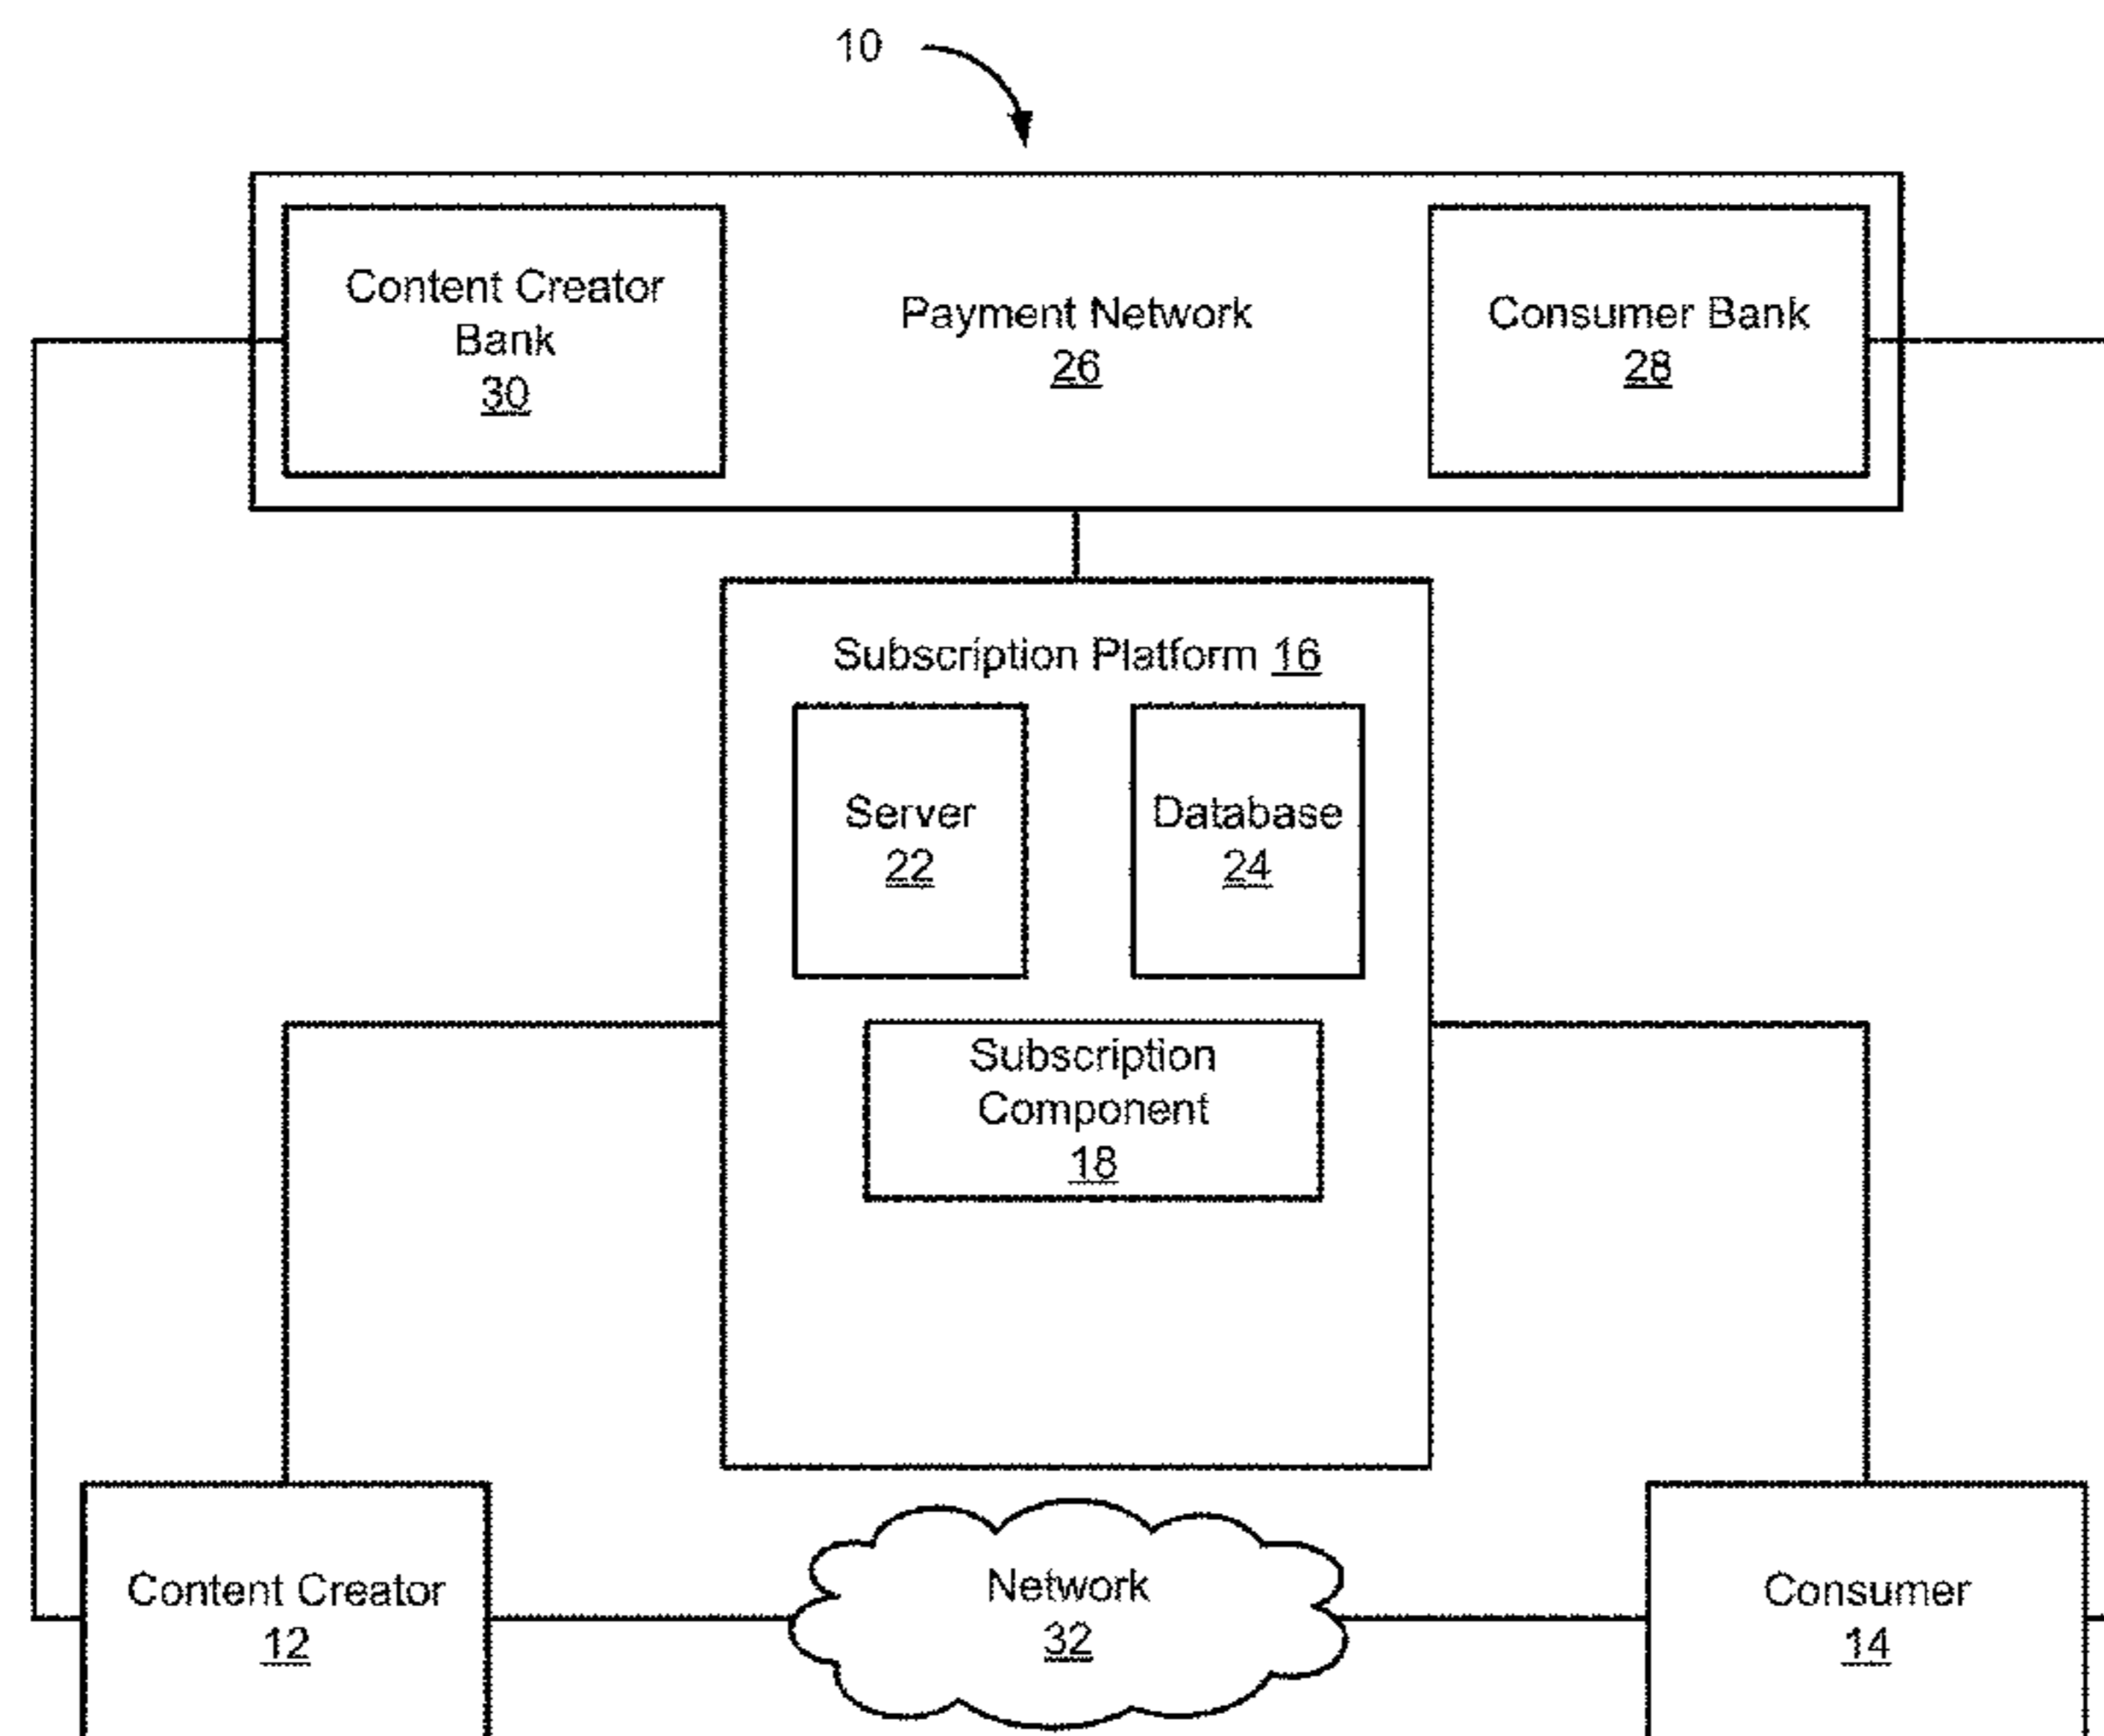 10
Content Creator
Bank
30
Payment Network
26
Consumer Bank
28
Subscription Platform 16
Server
22
Database
24
Subscription
Component
18
Content Creator
12
Network
32
Consumer
14